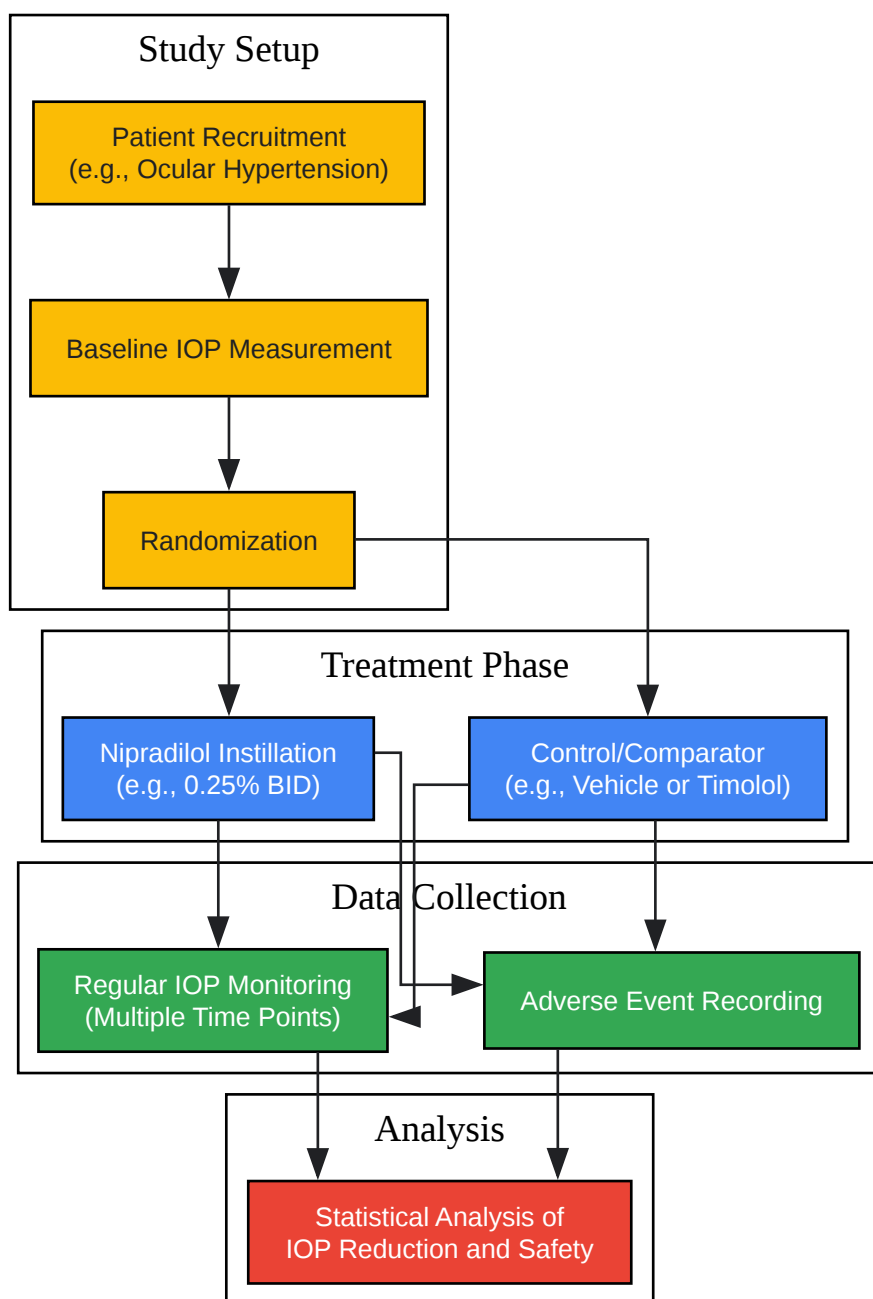 Study Setup
Patient Recruitment
(e.g., Ocular Hypertension)
Baseline IOP Measurement
Randomization
Treatment Phase
Nipradilol Instillation
(e.g., 0.25% BID)
Control/Comparator
(e.g., Vehicle or Timolol)
Data Collection
Regular IOP Monitoring
(Multiple Time Points)
Adverse Event Recording
Analysis
Statistical Analysis of
IOP Reduction and Safety